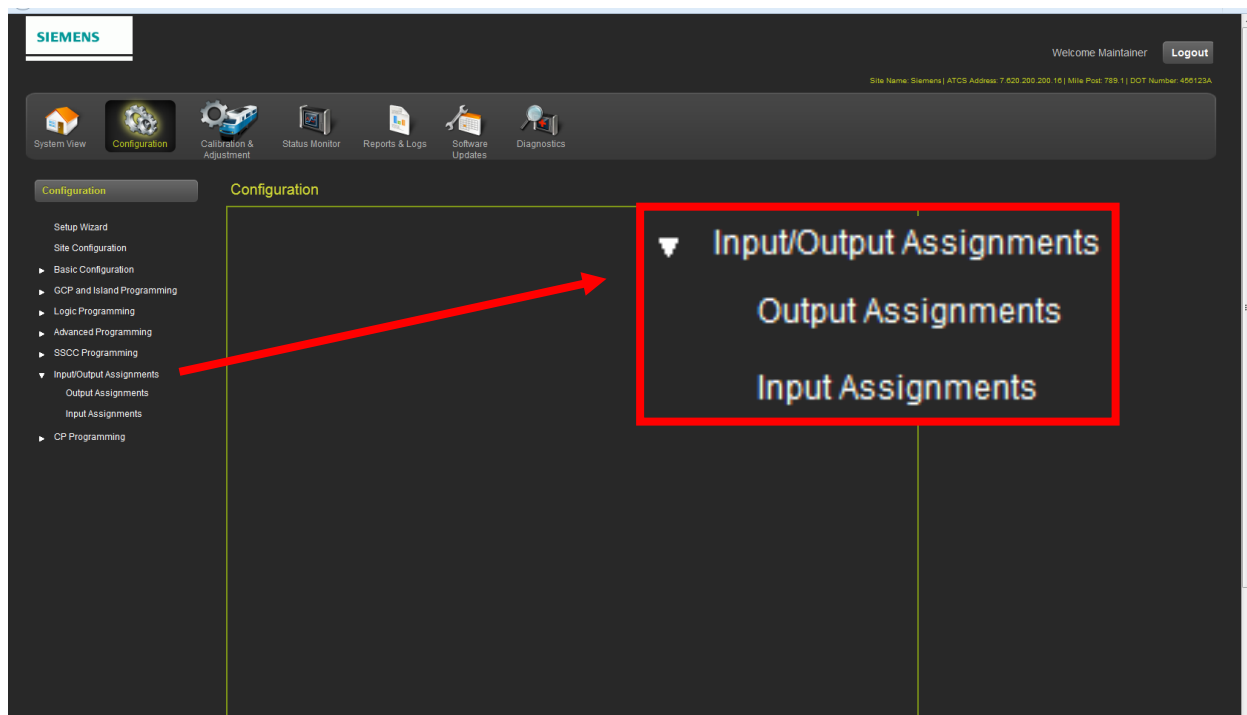 SIEMENS
Welcome Maintainer
Logout
Site Name: Siemens | ATCS Address: 7.620.200.200.16 | Mile Post: 789.1 | DOT Number: 456123A
System View
Configuration
Calibration &
Adjustment
Status Monitor
Reports & Logs
Software
Updates
Diagnostics
Configuration
Configuration
Setup Wizard
Site Configuration
Basic Configuration
GCP and Island Programming
Logic Programming
Advanced Programming
SSCC Programming
Input/Output Assignments
Output Assignments
Input Assignments
CP Programming
Input/Output Assignments
Output Assignments
Input Assignments